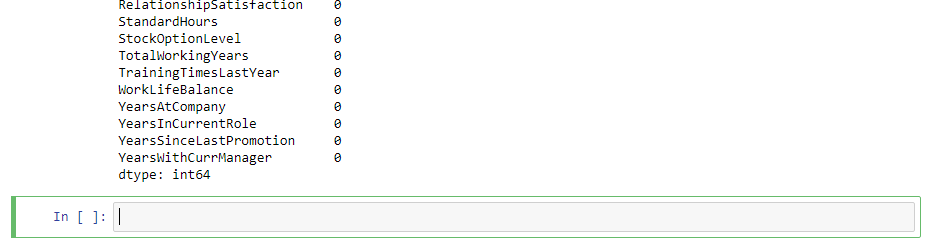 RelationshipSatisfaction 0
StandardHours 0
StockOptionLevel 0
TotalWorkingYears 0
TrainingTimesLastYear 0
WorkLifeBalance 0
YearsAtCompany 0
YearsInCurrentRole 0
YearsSinceLastPromotion 0
YearsWithCurrManager 0
dtype: int64
In [ ]: